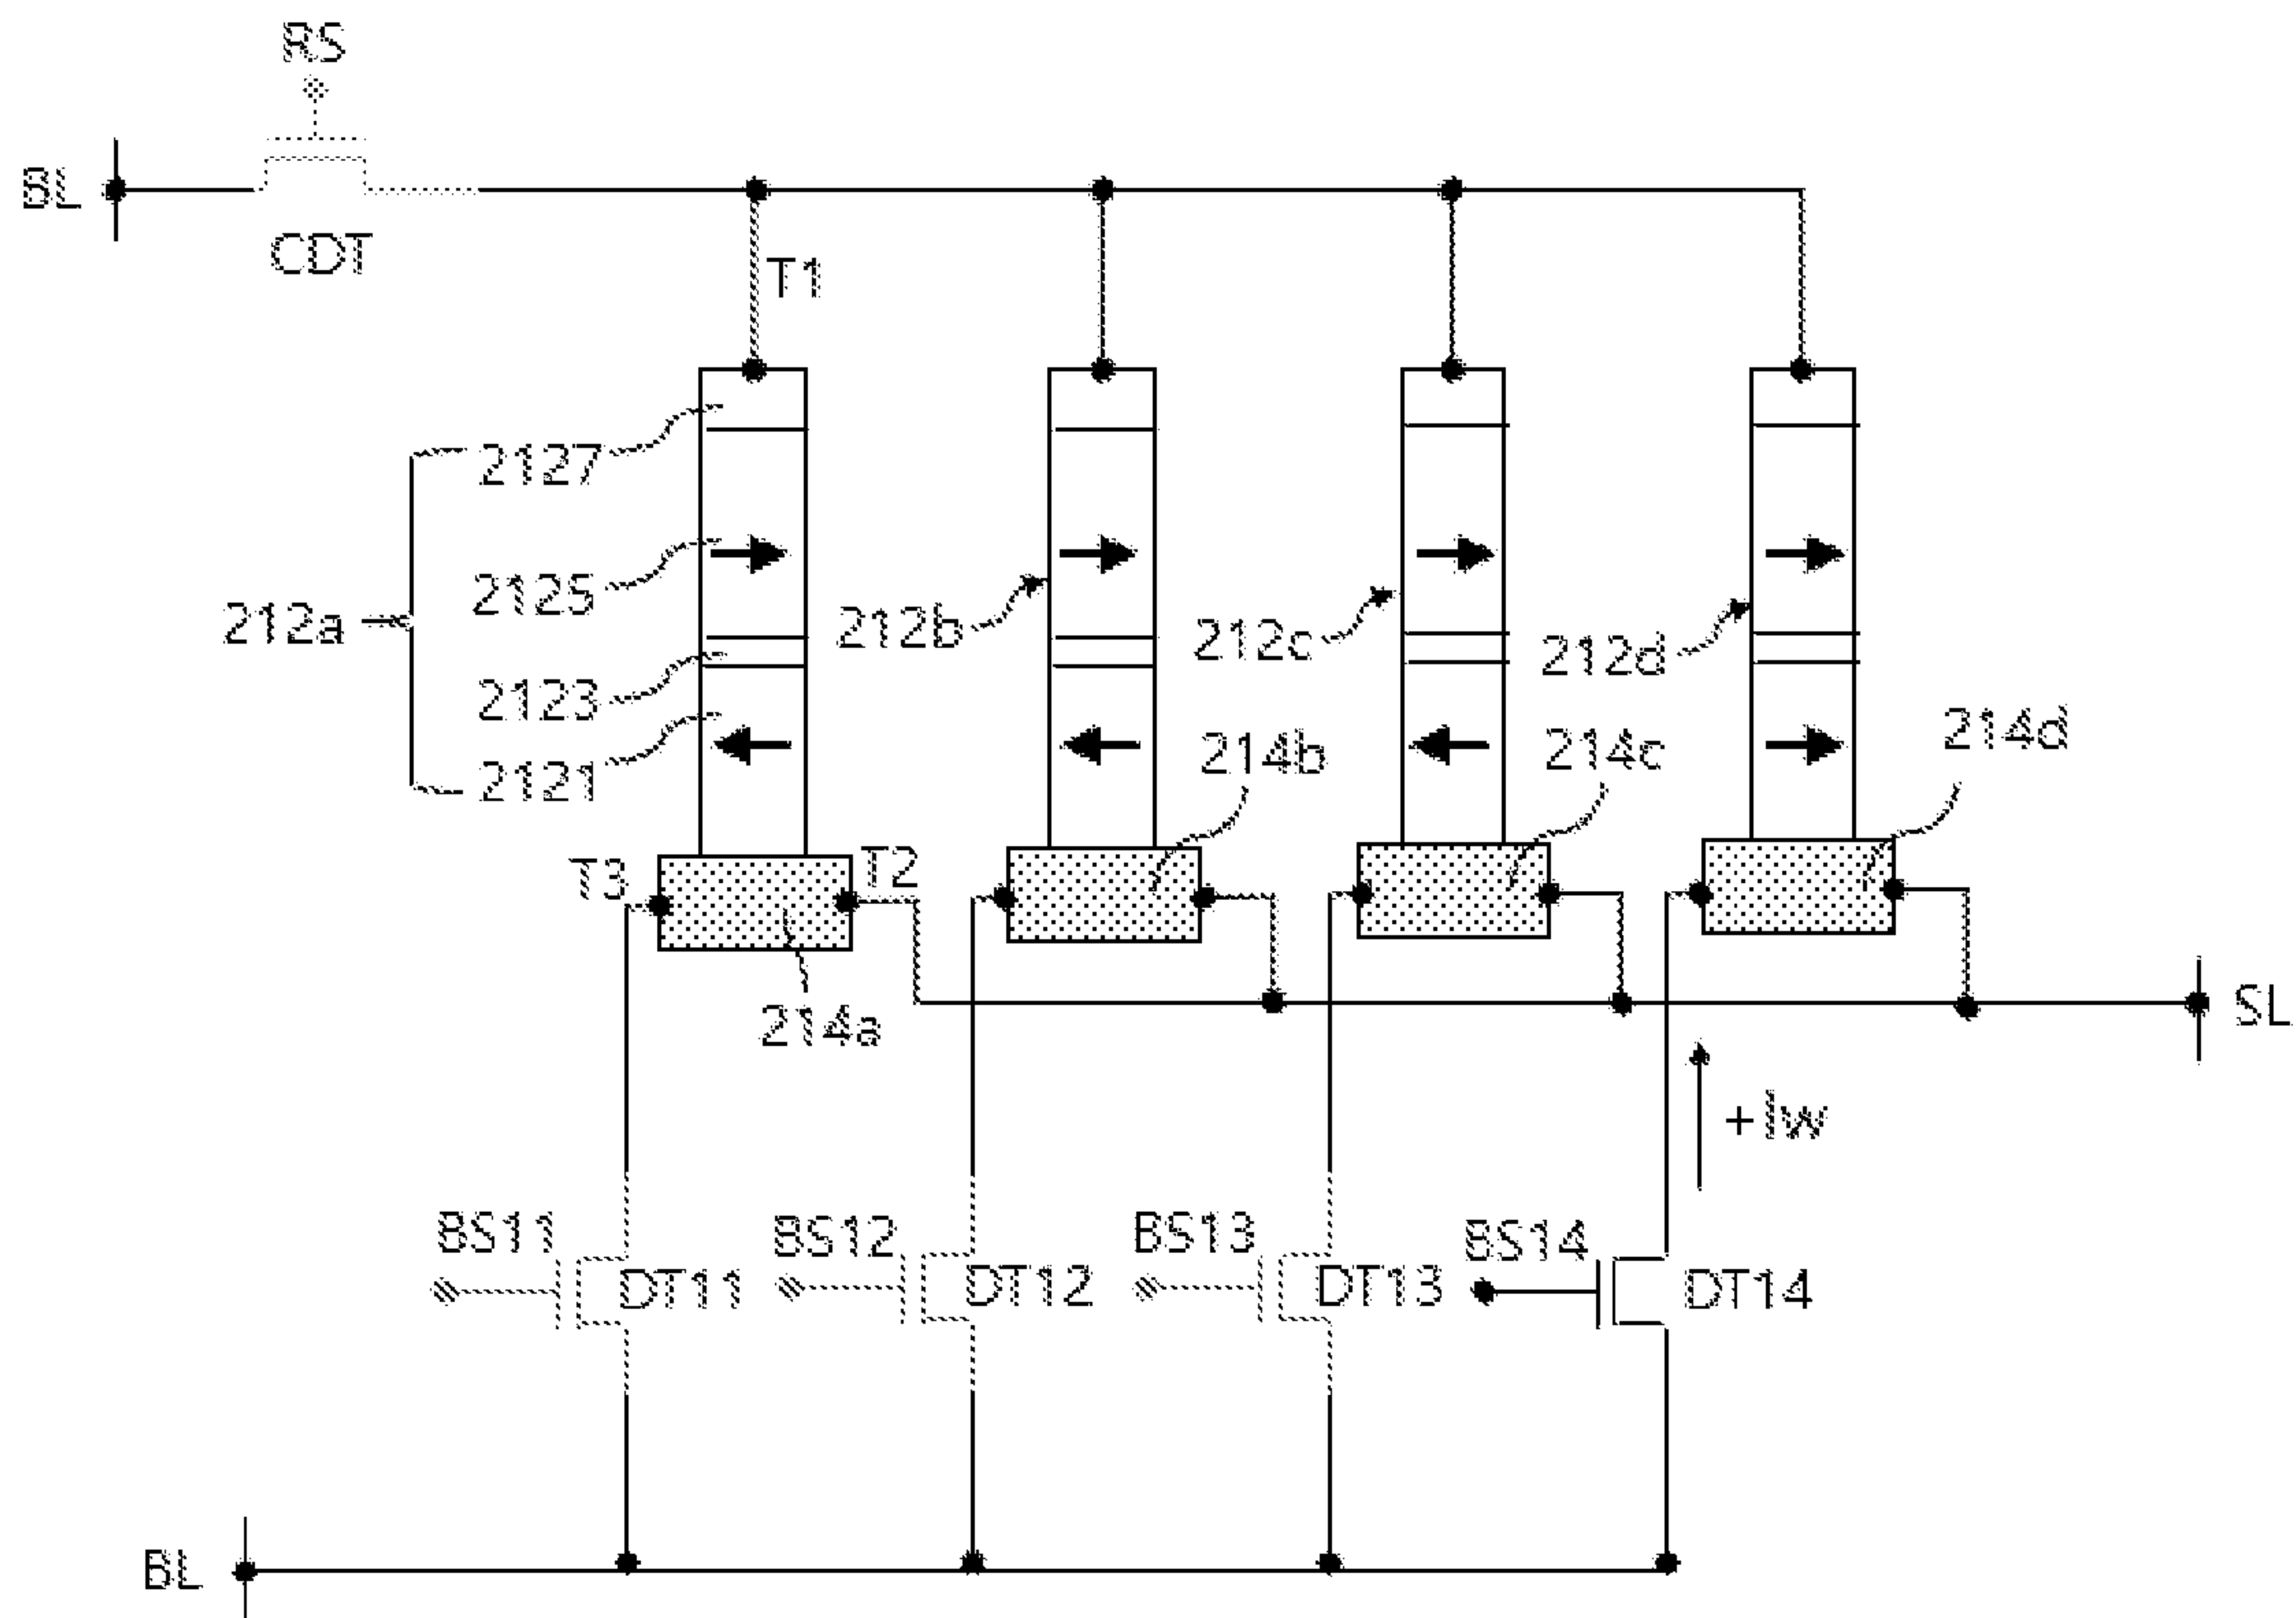 RS
BL
CDT
T1
2127
2125
212a
212b
212c
212d
2123
2121
214b
214c
214d
T3
T2
214a
SL
+Iw
BS11
BS12
BS13
BS14
DT11
DT12
DT13
DT14
BL